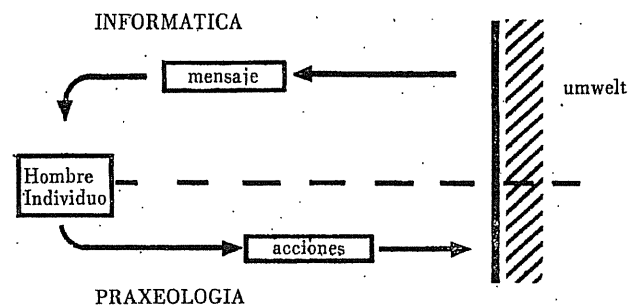 INFORMATICA
mensaje
umwelt
Hombre
Individuo
acciones
PRAXEOLOGIA